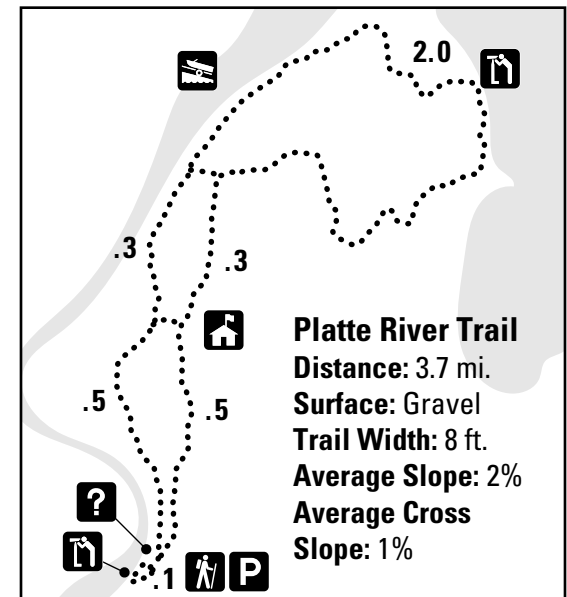 2.0
.3
.3
.5
.5
?
.1
P
Platte River Trail
Distance: 3.7 mi.
Surface: Gravel
Trail Width: 8 ft.
Average Slope: 2%
Average Cross
Slope: 1%